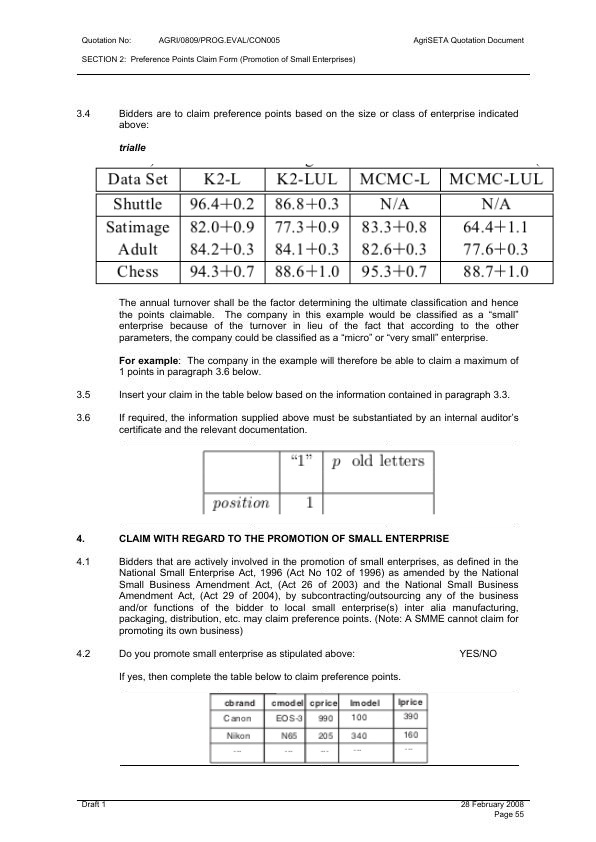 Quotation No: AGRI/0809/PROG.EVAL/CON005 AgriSETA Quotation Document
SECTION 2: Preference Points Claim Form (Promotion of Small Enterprises)
3.4 Bidders are to claim preference points based on the size or class of enterprise indicated
above:
trialle
Data Set K2-L K2-LUL MCMC-L MCMC-LUL
Shuttle 96.4+0.2 86.8+0.3 N/A N/A
Satimage 82.0+0.9 77.3+0.9 83.3+0.8 64.4+1.1
Adult 84.2+0.3 84.1+0.3 82.6+0.3 77.6+0.3
Chess 94.3+0.7 88.6+1.0 95.3+0.7 88.7+1.0
The annual turnover shall be the factor determining the ultimate classification and hence
the points claimable. The company in this example would be classified as a “small”
enterprise because of the turnover in lieu of the fact that according to the other
parameters, the company could be classified as a “micro” or “very small” enterprise.
For example: The company in the example will therefore be able to claim a maximum of
1 points in paragraph 3.6 below.
3.5 Insert your claim in the table below based on the information contained in paragraph 3.3.
3.6 If required, the information supplied above must be substantiated by an internal auditor’s
certificate and the relevant documentation.
“1” p old letters
position 1
4. CLAIM WITH REGARD TO THE PROMOTION OF SMALL ENTERPRISE
4.1 Bidders that are actively involved in the promotion of small enterprises, as defined in the
National Small Enterprise Act, 1996 (Act No 102 of 1996) as amended by the National
Small Business Amendment Act, (Act 26 of 2003) and the National Small Business
Amendment Act, (Act 29 of 2004), by subcontracting/outsourcing any of the business
and/or functions of the bidder to local small enterprise(s) inter alia manufacturing,
packaging, distribution, etc. may claim preference points. (Note: A SMME cannot claim for
promoting its own business)
4.2 Do you promote small enterprise as stipulated above: YES/NO
If yes, then complete the table below to claim preference points.
cbrand cmodel cprice lmodel lprice
Canon EOS-3 990 100 390
Nikon N65 205 340 160
... ... ... ... ...
Draft 1 28 February 2008
Page 55